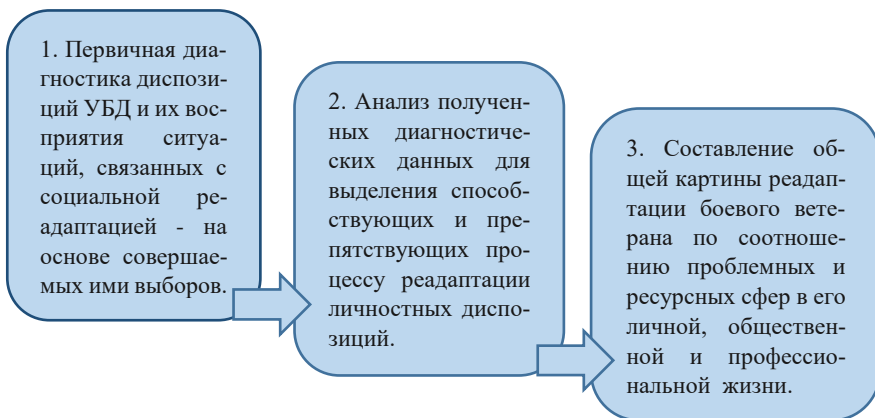 1. Первичная диа-
гностика диспози-
ций УБД и их вос-
приятия ситуа-
ций, связанных с
социальной ре-
адаптацией - на
основе совершае-
мых ими выборов.
2. Анализ получен-
ных диагностиче-
ских данных для
выделения способ-
ствующих и пре-
пятствующих про-
цессу реадаптации
личностных диспо-
зиций.
3. Составление об-
щей картины реадап-
тации боевого вете-
рана по соотноше-
нию проблемных и
ресурсных сфер в его
личной, обществен-
ной и профессио-
нальной жизни.